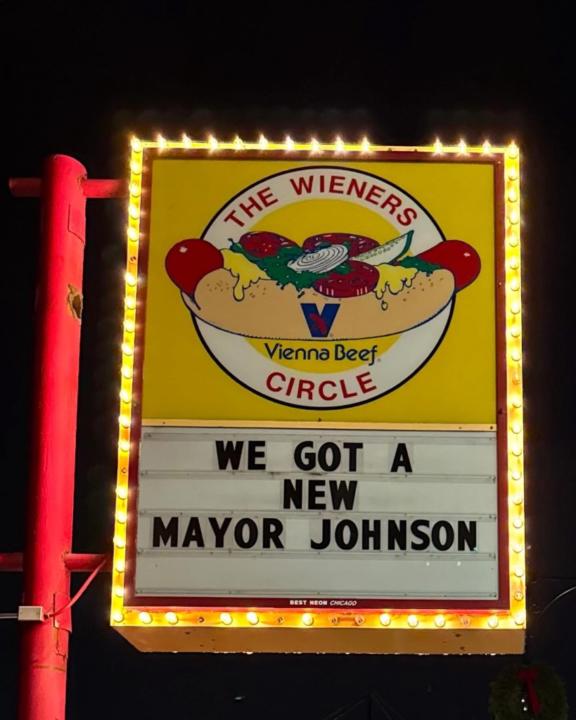 THE WIENERS
V
Vienna Beef
CIRCLE
WE GOT A
NEW
MAYOR JOHNSON
BEST NEON CHICAGO